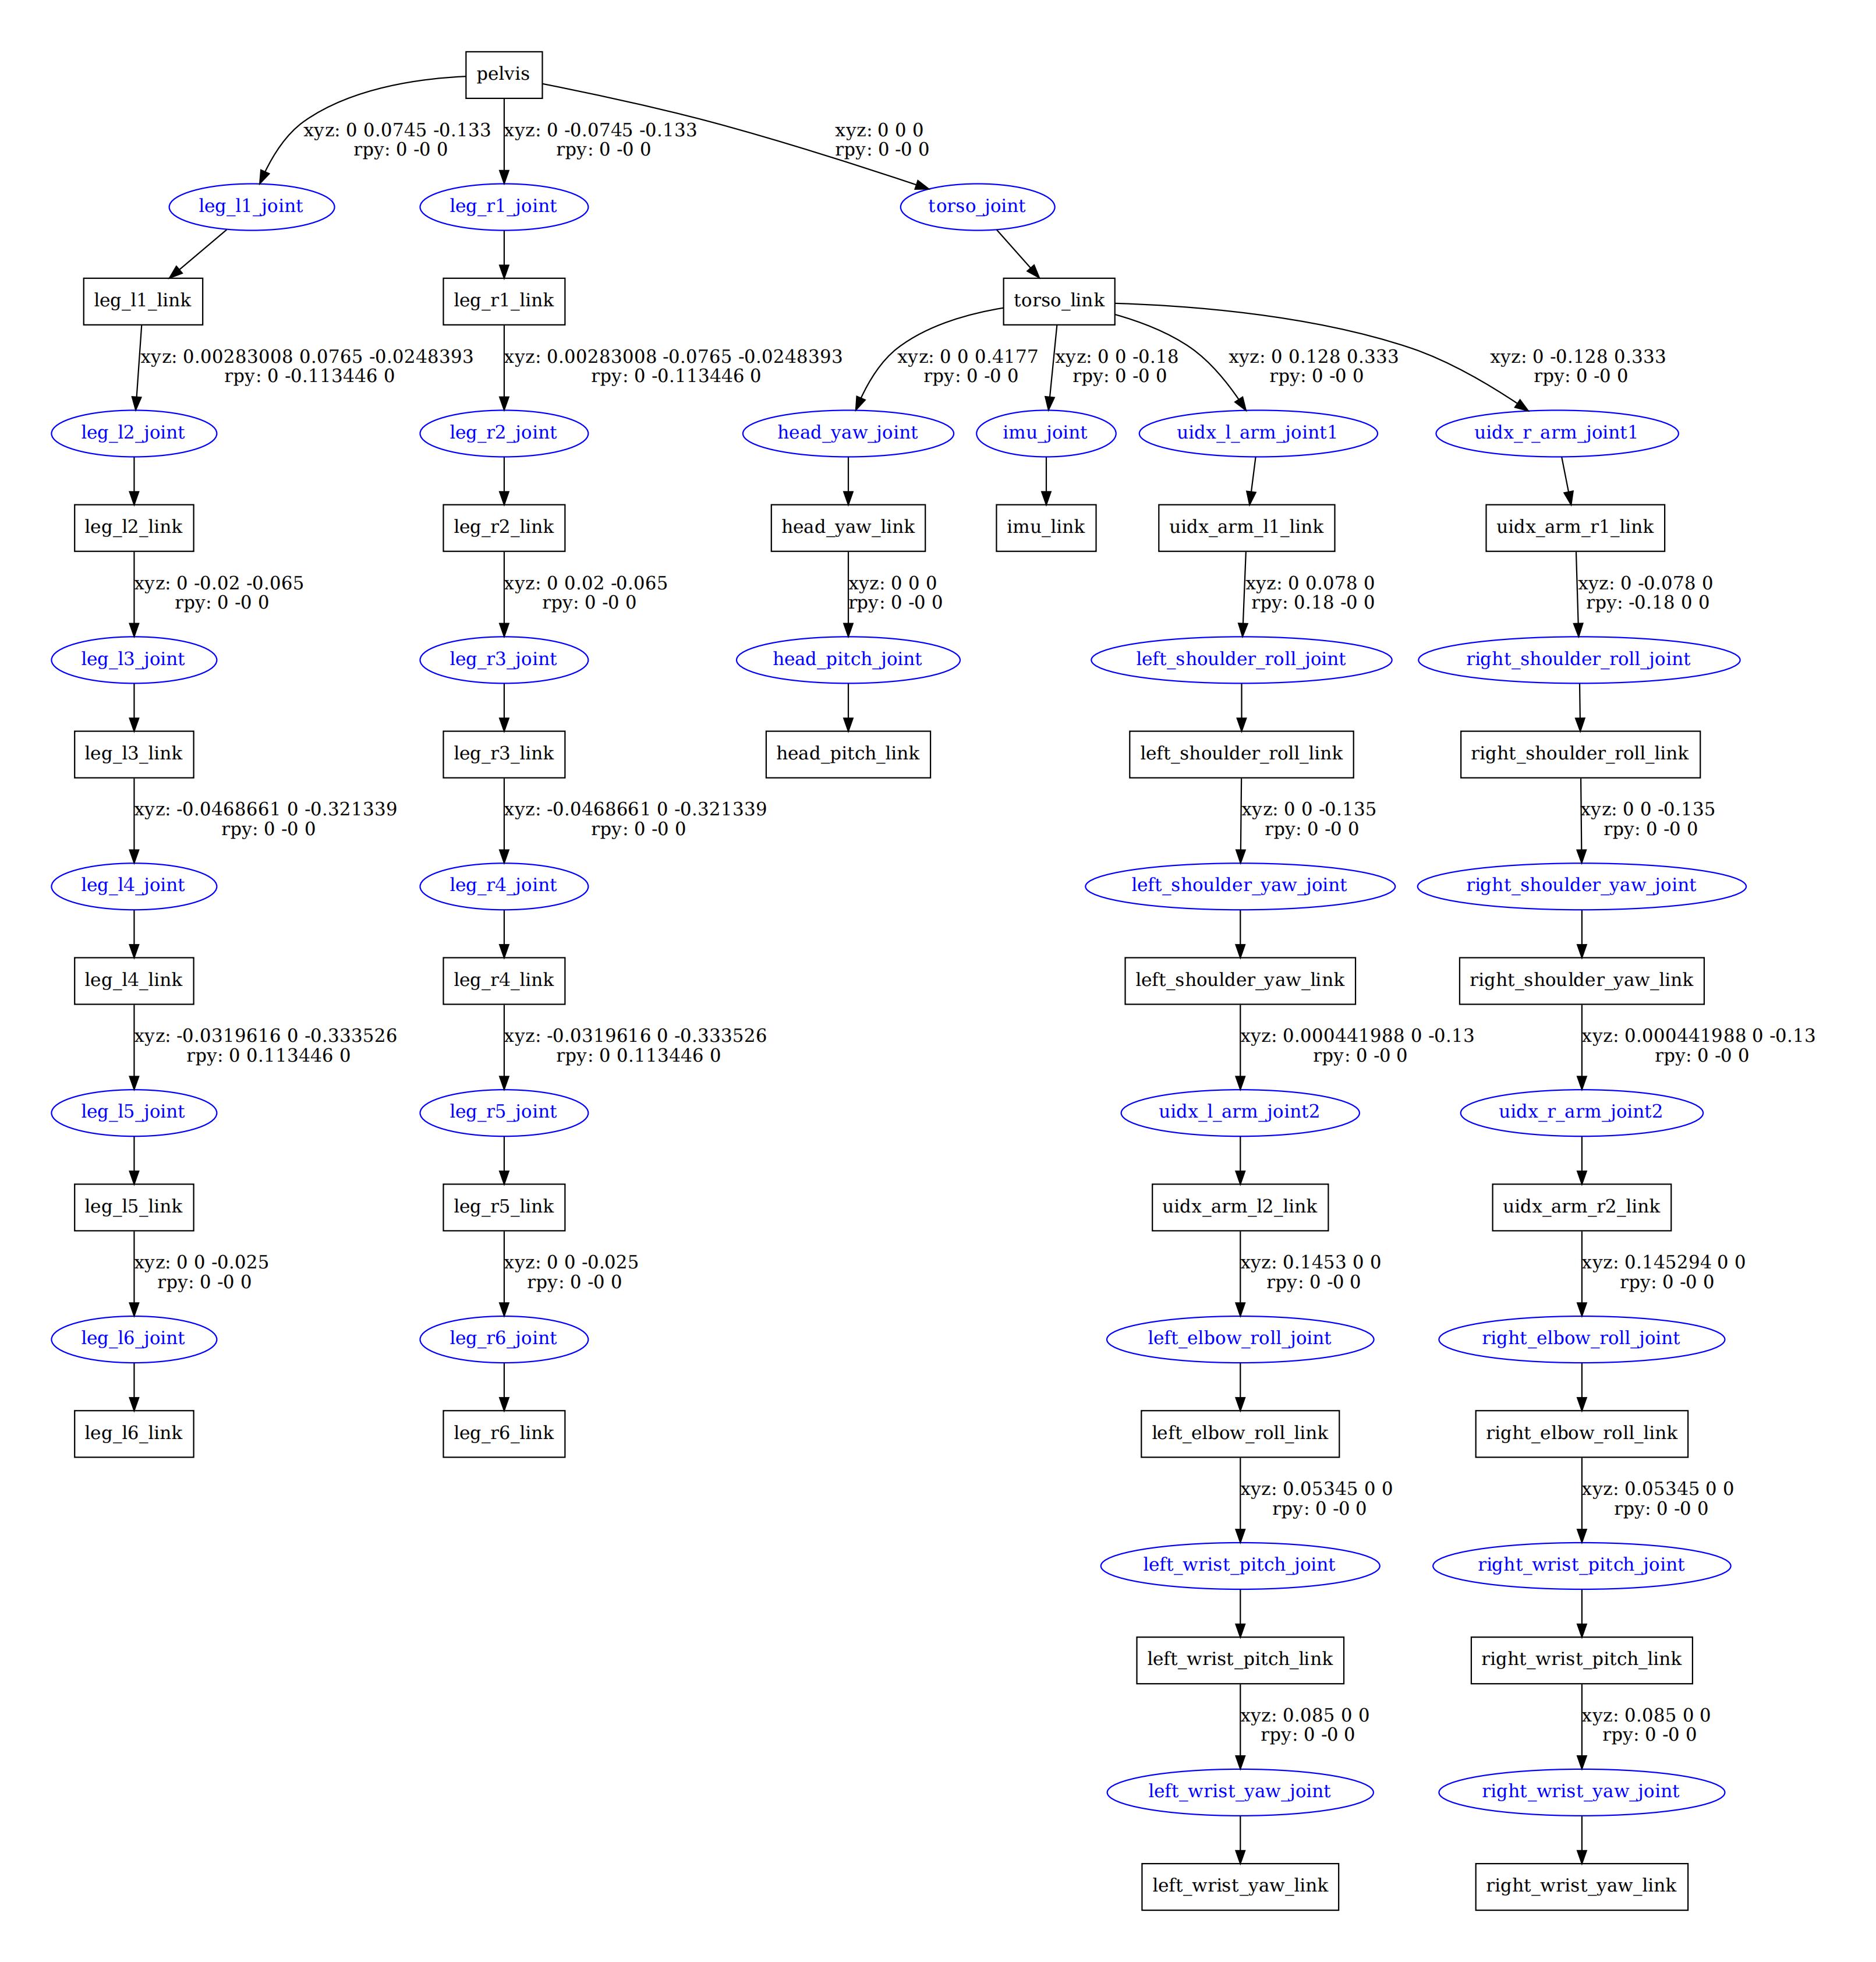 pelvis
xyz: 0 0.0745 -0.133
rpy: 0 -0 0
xyz: 0 -0.0745 -0.133
rpy: 0 -0 0
xyz: 0 0 0
rpy: 0 -0 0
leg_l1_joint
leg_r1_joint
torso_joint
leg_l1_link
leg_r1_link
torso_link
xyz: 0.00283008 0.0765 -0.0248393
rpy: 0 -0.113446 0
xyz: 0.00283008 -0.0765 -0.0248393
rpy: 0 -0.113446 0
xyz: 0 0 0.4177
rpy: 0 -0 0
xyz: 0 0 -0.18
rpy: 0 -0 0
xyz: 0 0.128 0.333
rpy: 0 -0 0
xyz: 0 -0.128 0.333
rpy: 0 -0 0
leg_l2_joint
leg_r2_joint
head_yaw_joint
imu_joint
uidx_l_arm_joint1
uidx_r_arm_joint1
leg_l2_link
leg_r2_link
head_yaw_link
imu_link
uidx_arm_l1_link
uidx_arm_r1_link
xyz: 0 -0.02 -0.065
rpy: 0 -0 0
xyz: 0 0.02 -0.065
rpy: 0 -0 0
xyz: 0 0 0
rpy: 0 -0 0
xyz: 0 0.078 0
rpy: 0.18 -0 0
xyz: 0 -0.078 0
rpy: -0.18 0 0
leg_l3_joint
leg_r3_joint
head_pitch_joint
left_shoulder_roll_joint
right_shoulder_roll_joint
leg_l3_link
leg_r3_link
head_pitch_link
left_shoulder_roll_link
right_shoulder_roll_link
xyz: -0.0468661 0 -0.321339
rpy: 0 -0 0
xyz: -0.0468661 0 -0.321339
rpy: 0 -0 0
xyz: 0 0 -0.135
rpy: 0 -0 0
xyz: 0 0 -0.135
rpy: 0 -0 0
leg_l4_joint
leg_r4_joint
left_shoulder_yaw_joint
right_shoulder_yaw_joint
leg_l4_link
leg_r4_link
left_shoulder_yaw_link
right_shoulder_yaw_link
xyz: -0.0319616 0 -0.333526
rpy: 0 0.113446 0
xyz: -0.0319616 0 -0.333526
rpy: 0 0.113446 0
xyz: 0.000441988 0 -0.13
rpy: 0 -0 0
xyz: 0.000441988 0 -0.13
rpy: 0 -0 0
leg_l5_joint
leg_r5_joint
uidx_l_arm_joint2
uidx_r_arm_joint2
leg_l5_link
leg_r5_link
uidx_arm_l2_link
uidx_arm_r2_link
xyz: 0 0 -0.025
rpy: 0 -0 0
xyz: 0 0 -0.025
rpy: 0 -0 0
xyz: 0.1453 0 0
rpy: 0 -0 0
xyz: 0.145294 0 0
rpy: 0 -0 0
leg_l6_joint
leg_r6_joint
left_elbow_roll_joint
right_elbow_roll_joint
leg_l6_link
leg_r6_link
left_elbow_roll_link
right_elbow_roll_link
xyz: 0.05345 0 0
rpy: 0 -0 0
xyz: 0.05345 0 0
rpy: 0 -0 0
left_wrist_pitch_joint
right_wrist_pitch_joint
left_wrist_pitch_link
right_wrist_pitch_link
xyz: 0.085 0 0
rpy: 0 -0 0
xyz: 0.085 0 0
rpy: 0 -0 0
left_wrist_yaw_joint
right_wrist_yaw_joint
left_wrist_yaw_link
right_wrist_yaw_link